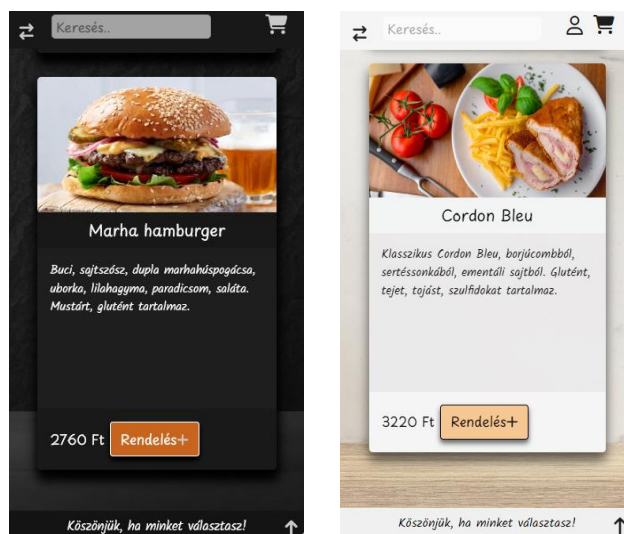 Keresés..
Marha hamburger
Buci, sajtszósz, dupla marhahúspogácsa,
uborka, lilahagyma, paradicsom, saláta.
Mustárt, glutént tartalmaz.
2760 Ft Rendelés+
Köszönjük, ha minket választasz!
Keresés..
Cordon Bleu
Klasszikus Cordon Bleu, borjúcombból,
sertéssonkából, ementáli sajtból. Glutént,
tejet, tojást, szulfidokat tartalmaz.
3220 Ft Rendelés+
Köszönjük, ha minket választasz!